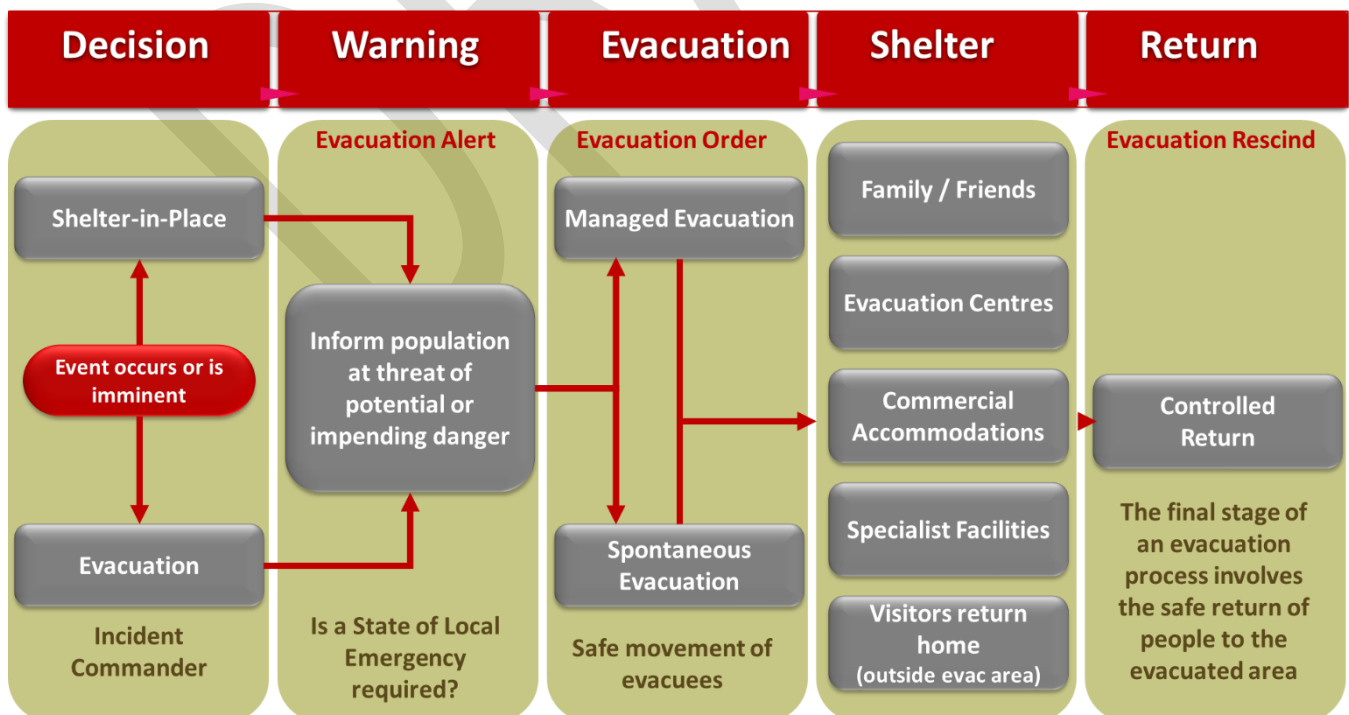 Decision
Warning
Evacuation
Shelter
Return
Shelter-in-Place
Event occurs or is
imminent
Evacuation
Incident
Commander
Evacuation Alert
Inform population
at threat of
potential or
impending danger
Is a State of Local
Emergency
required?
Evacuation Order
Managed Evacuation
Spontaneous
Evacuation
Safe movement of
evacuees
Family / Friends
Evacuation Centres
Commercial
Accommodations
Specialist Facilities
Visitors return
home
(outside evac area)
Evacuation Rescind
Controlled
Return
The final stage of
an evacuation
process involves
the safe return of
people to the
evacuated area